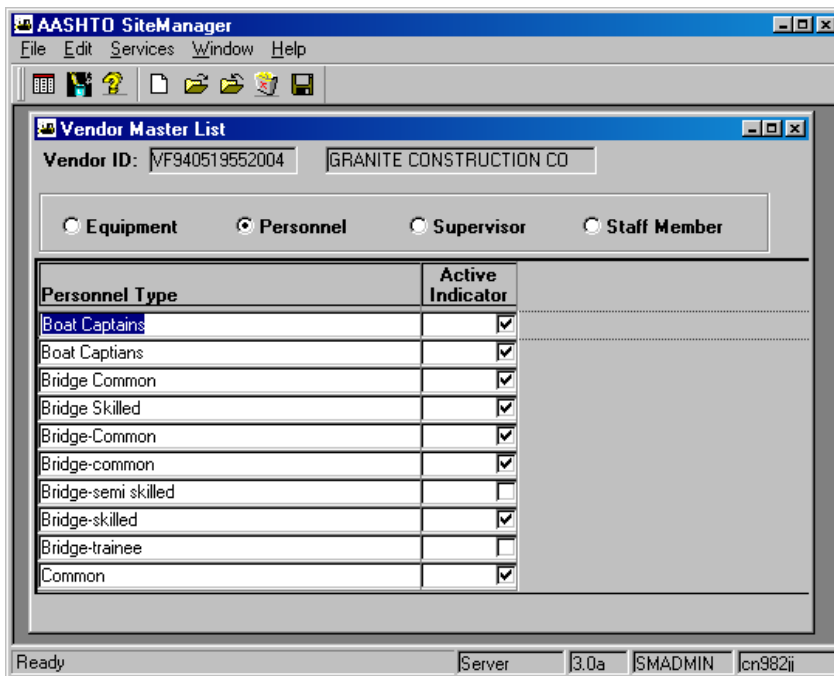 AASHTO SiteManager
File Edit Services Window Help
Vendor Master List
Vendor ID: VF940519552004 GRANITE CONSTRUCTION CO
Equipment Personnel Supervisor Staff Member
Personnel Type Active Indicator
Boat Captains
Boat Captians
Bridge Common
Bridge Skilled
Bridge-Common
Bridge-common
Bridge-semi skilled
Bridge-skilled
Bridge-trainee
Common
Ready Server 3.0a SMADMIN cn982jj